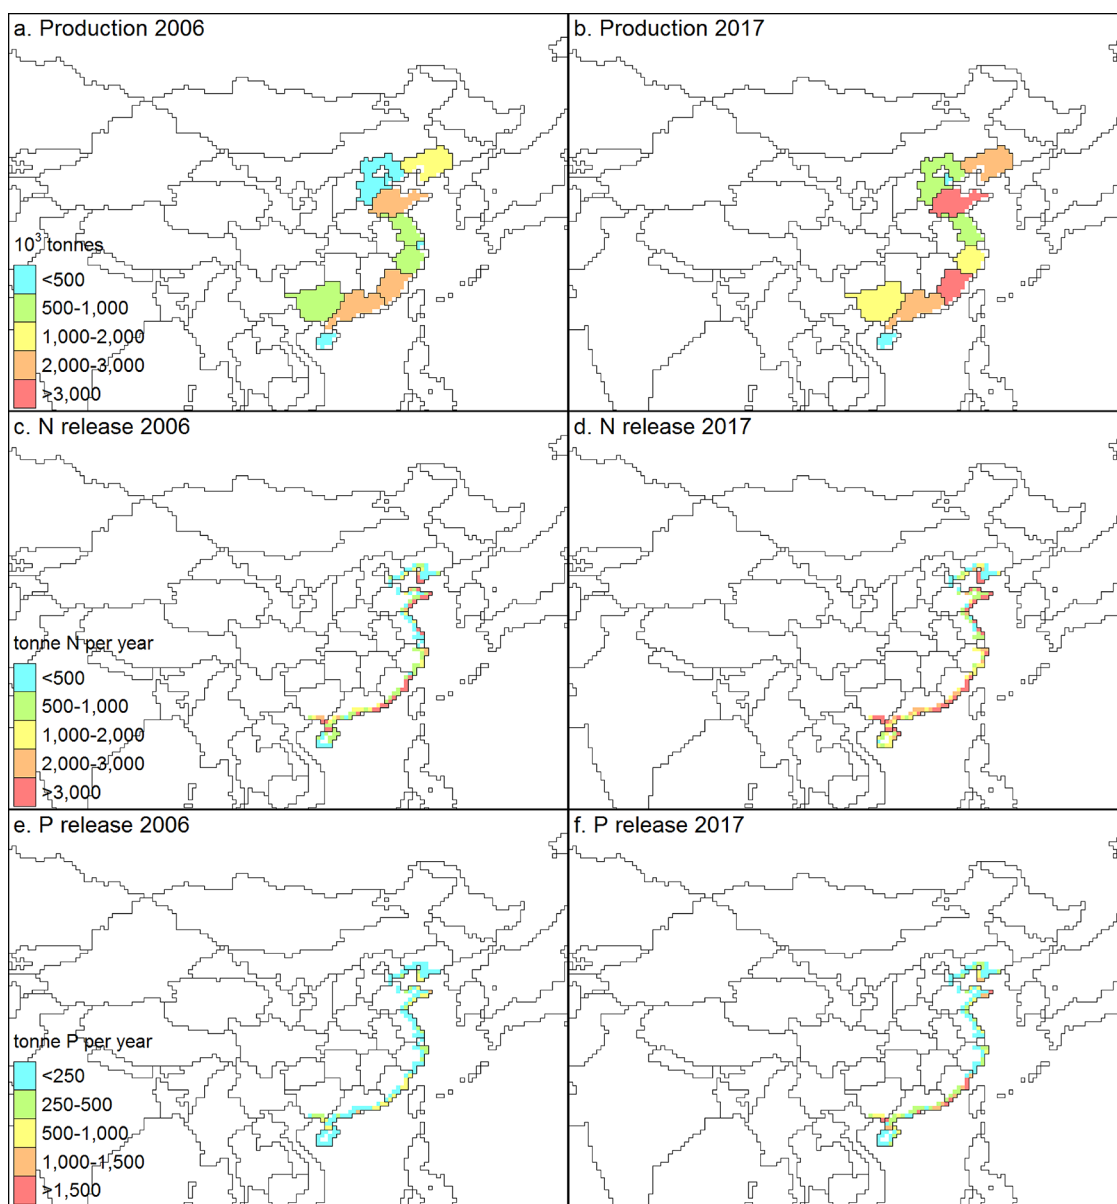 a. Production 2006
b. Production 2017
10³ tonnes
<500
500-1,000
1,000-2,000
2,000-3,000
>3,000
c. N release 2006
d. N release 2017
tonne N per year
<500
500-1,000
1,000-2,000
2,000-3,000
>3,000
e. P release 2006
f. P release 2017
tonne P per year
<250
250-500
500-1,000
1,000-1,500
>1,500